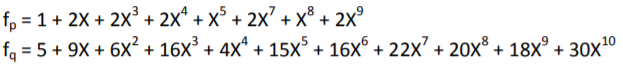 fₚ = 1 + 2X + 2X³ + 2X⁴ + X⁵ + 2X⁷ + X⁸ + 2X⁹
f_q = 5 + 9X + 6X² + 16X³ + 4X⁴ + 15X⁵ + 16X⁶ + 22X⁷ + 20X⁸ + 18X⁹ + 30X¹⁰